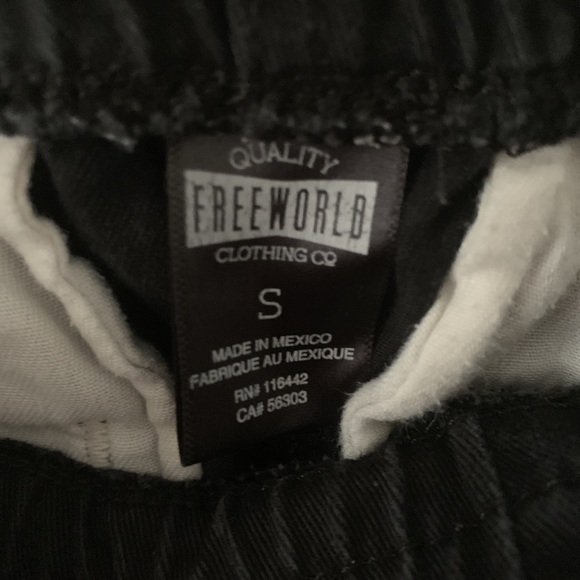 QUALITY
FREEWORLD
CLOTHING CO
S
MADE IN MEXICO
FABRIQUE AU MEXIQUE
RN# 116442
CA# 56303